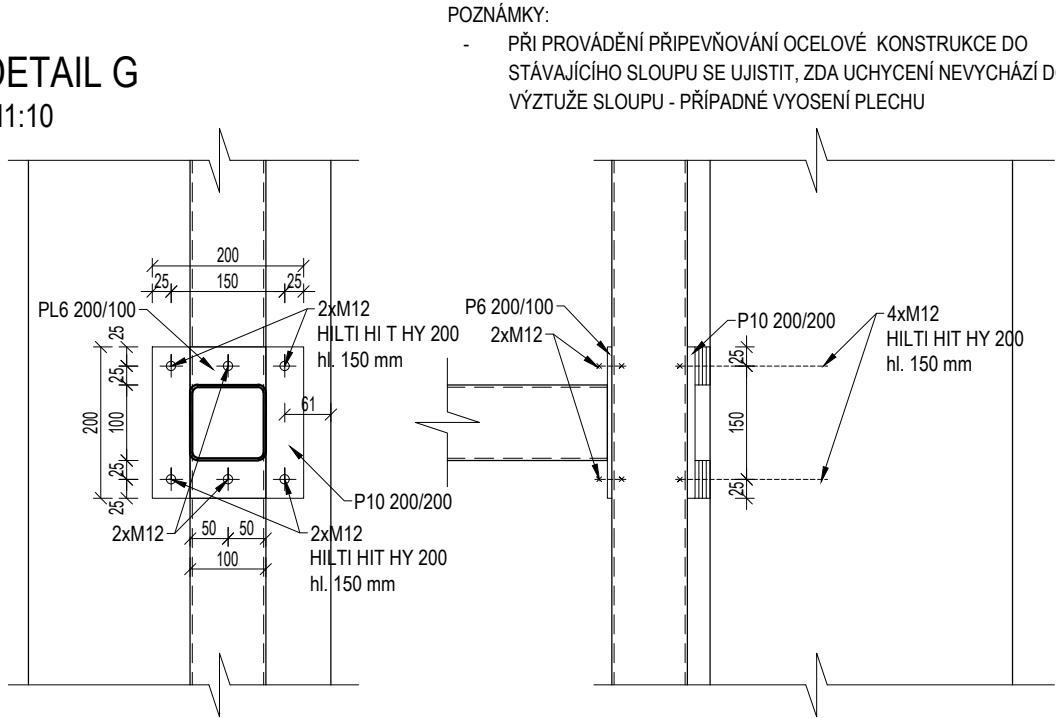 POZNÁMKY:
- PŘI PROVÁDĚNÍ PŘIPEVŇOVÁNÍ OCELOVÉ KONSTRUKCE DO
STÁVAJÍCÍHO SLOUPU SE UJISTIT, ZDA UCHYCENÍ NEVYCHÁZÍ DO
VÝZTUŽE SLOUPU - PŘÍPADNÉ VYOSENÍ PLECHU
DETAIL G
M1:10
200
25
150
25
PL6 200/100
2xM12
HILTI HI T HY 200
hl. 150 mm
25
25
200
100
25
25
61
P10 200/200
2xM12
50
50
100
2xM12
HILTI HIT HY 200
hl. 150 mm
P6 200/100
2xM12
P10 200/200
4xM12
HILTI HIT HY 200
hl. 150 mm
25
150
25